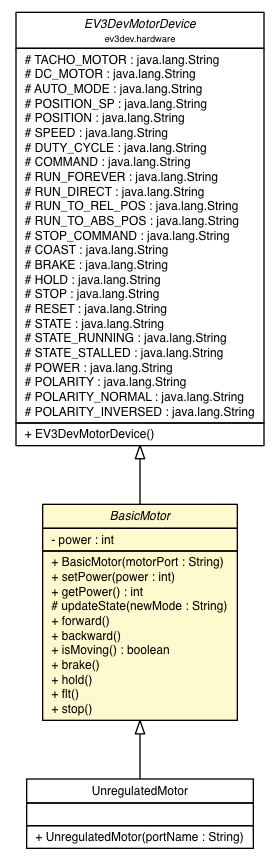 EV3DevMotorDevice
ev3dev.hardware
# TACHO_MOTOR : java.lang.String
# DC_MOTOR : java.lang.String
# AUTO_MODE : java.lang.String
# POSITION_SP : java.lang.String
# POSITION : java.lang.String
# SPEED : java.lang.String
# DUTY_CYCLE : java.lang.String
# COMMAND : java.lang.String
# RUN_FOREVER : java.lang.String
# RUN_DIRECT : java.lang.String
# RUN_TO_REL_POS : java.lang.String
# RUN_TO_ABS_POS : java.lang.String
# STOP_COMMAND : java.lang.String
# COAST : java.lang.String
# BRAKE : java.lang.String
# HOLD : java.lang.String
# STOP : java.lang.String
# RESET : java.lang.String
# STATE : java.lang.String
# STATE_RUNNING : java.lang.String
# STATE_STALLED : java.lang.String
# POWER : java.lang.String
# POLARITY : java.lang.String
# POLARITY_NORMAL : java.lang.String
# POLARITY_INVERSED : java.lang.String
+ EV3DevMotorDevice()
BasicMotor
- power : int
+ BasicMotor(motorPort : String)
+ setPower(power : int)
+ getPower() : int
# updateState(newMode : String)
+ forward()
+ backward()
+ isMoving() : boolean
+ brake()
+ hold()
+ flt()
+ stop()
UnregulatedMotor
+ UnregulatedMotor(portName : String)